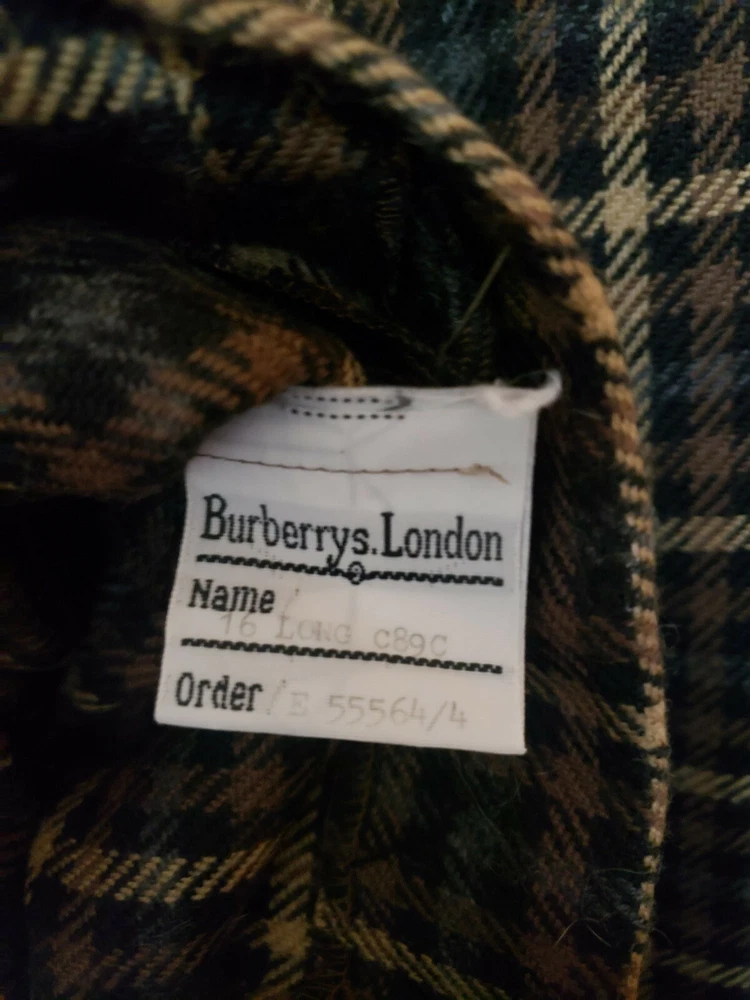 Burberrys.London
Name
16 LONG C89C
Order E 55564/4